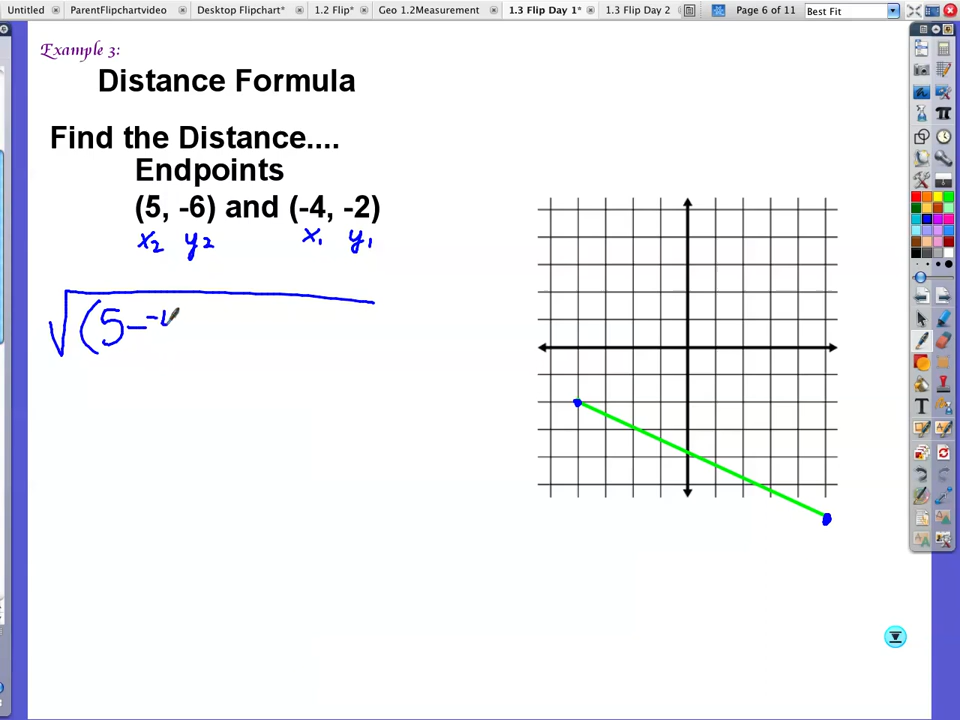 Untitled ParentFlipchartvideo Desktop Flipchart* 1.2 Flip* Geo 1.2Measurement 1.3 Flip Day 1* 1.3 Flip Day 2 Page 6 of 11 Best Fit
Example 3:
Distance Formula
Find the Distance....
Endpoints
(5, -6) and (-4, -2)
x₂ y₂ x₁ y₁
√(5--4